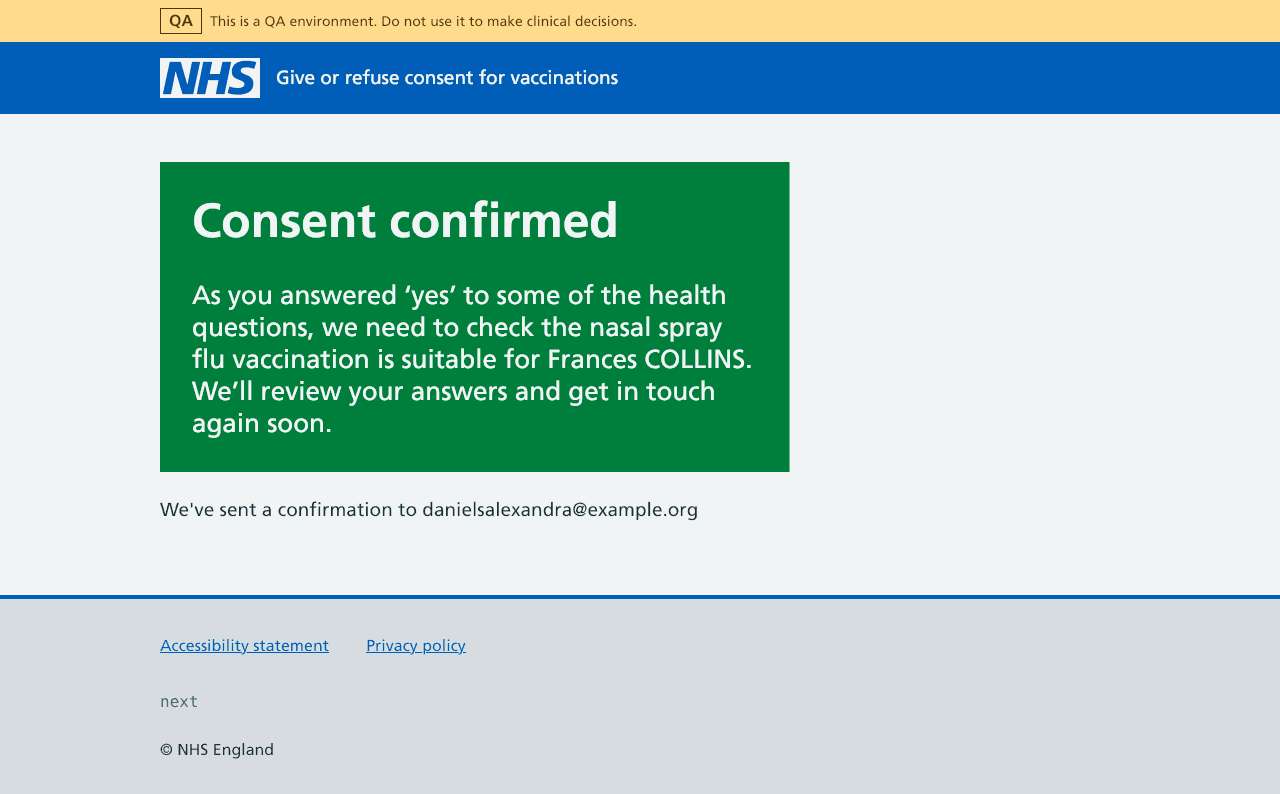 QA This is a QA environment. Do not use it to make clinical decisions.
NHS Give or refuse consent for vaccinations
Consent confirmed
As you answered ‘yes’ to some of the health
questions, we need to check the nasal spray
flu vaccination is suitable for Frances COLLINS.
We’ll review your answers and get in touch
again soon.
We've sent a confirmation to danielsalexandra@example.org
Accessibility statement Privacy policy
next
© NHS England